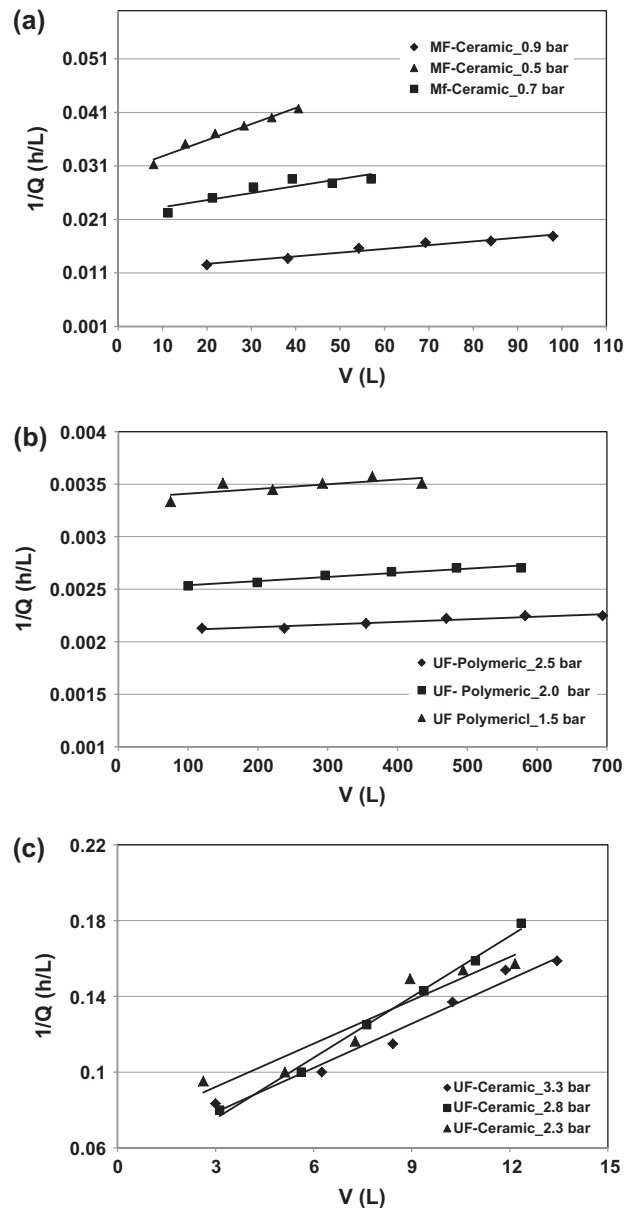 (a)
0.051
0.041
0.031
0.021
0.011
0.001
1/Q (h/L)
MF-Ceramic_0.9 bar
MF-Ceramic_0.5 bar
Mf-Ceramic_0.7 bar
0 10 20 30 40 50 60 70 80 90 100 110
V (L)
(b)
0.004
0.0035
0.003
0.0025
0.002
0.0015
0.001
1/Q (h/L)
UF-Polymeric_2.5 bar
UF- Polymeric_2.0 bar
UF Polymericl_1.5 bar
0 100 200 300 400 500 600 700
V (L)
(c)
0.22
0.18
0.14
0.1
0.06
1/Q (h/L)
UF-Ceramic_3.3 bar
UF-Ceramic_2.8 bar
UF-Ceramic_2.3 bar
0 3 6 9 12 15
V (L)